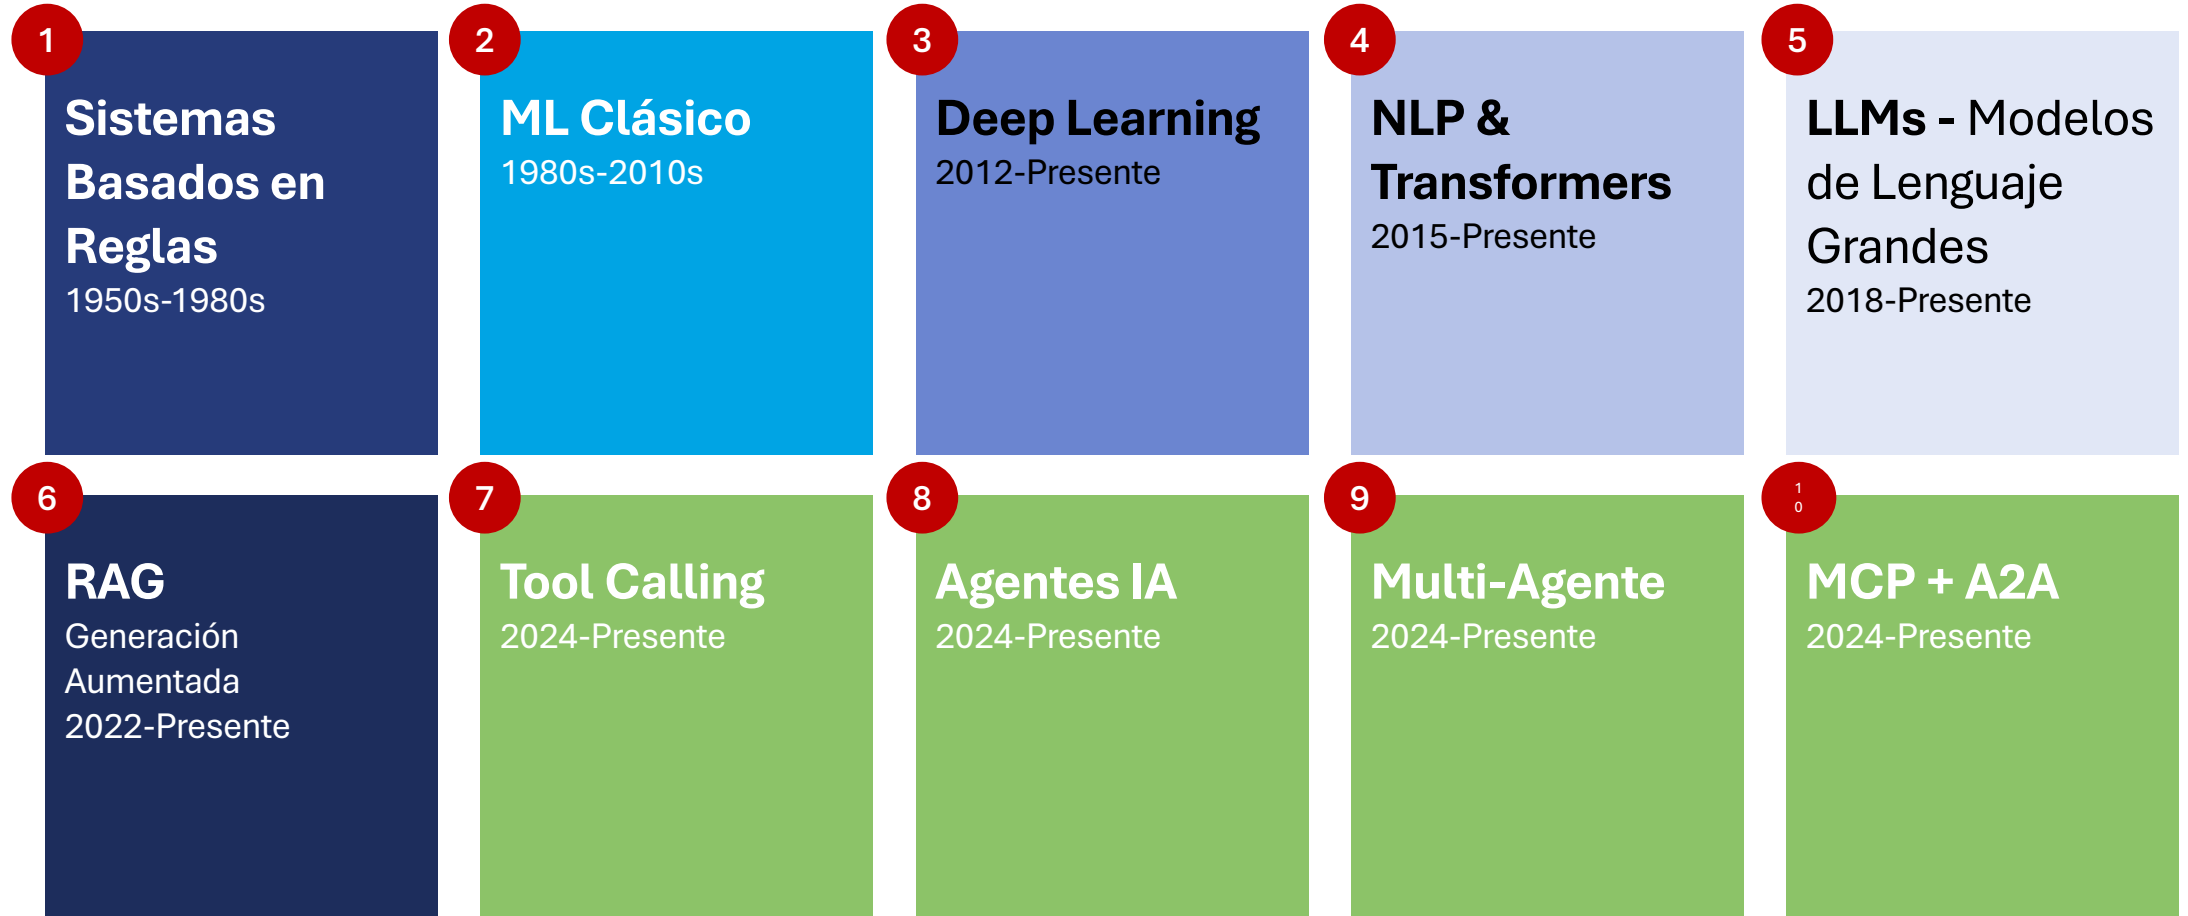 1
Sistemas
Basados en
Reglas
1950s-1980s
2
ML Clásico
1980s-2010s
3
Deep Learning
2012-Presente
4
NLP &
Transformers
2015-Presente
5
LLMs - Modelos
de Lenguaje
Grandes
2018-Presente
6
RAG
Generación
Aumentada
2022-Presente
7
Tool Calling
2024-Presente
8
Agentes IA
2024-Presente
9
Multi-Agente
2024-Presente
1
0
MCP + A2A
2024-Presente